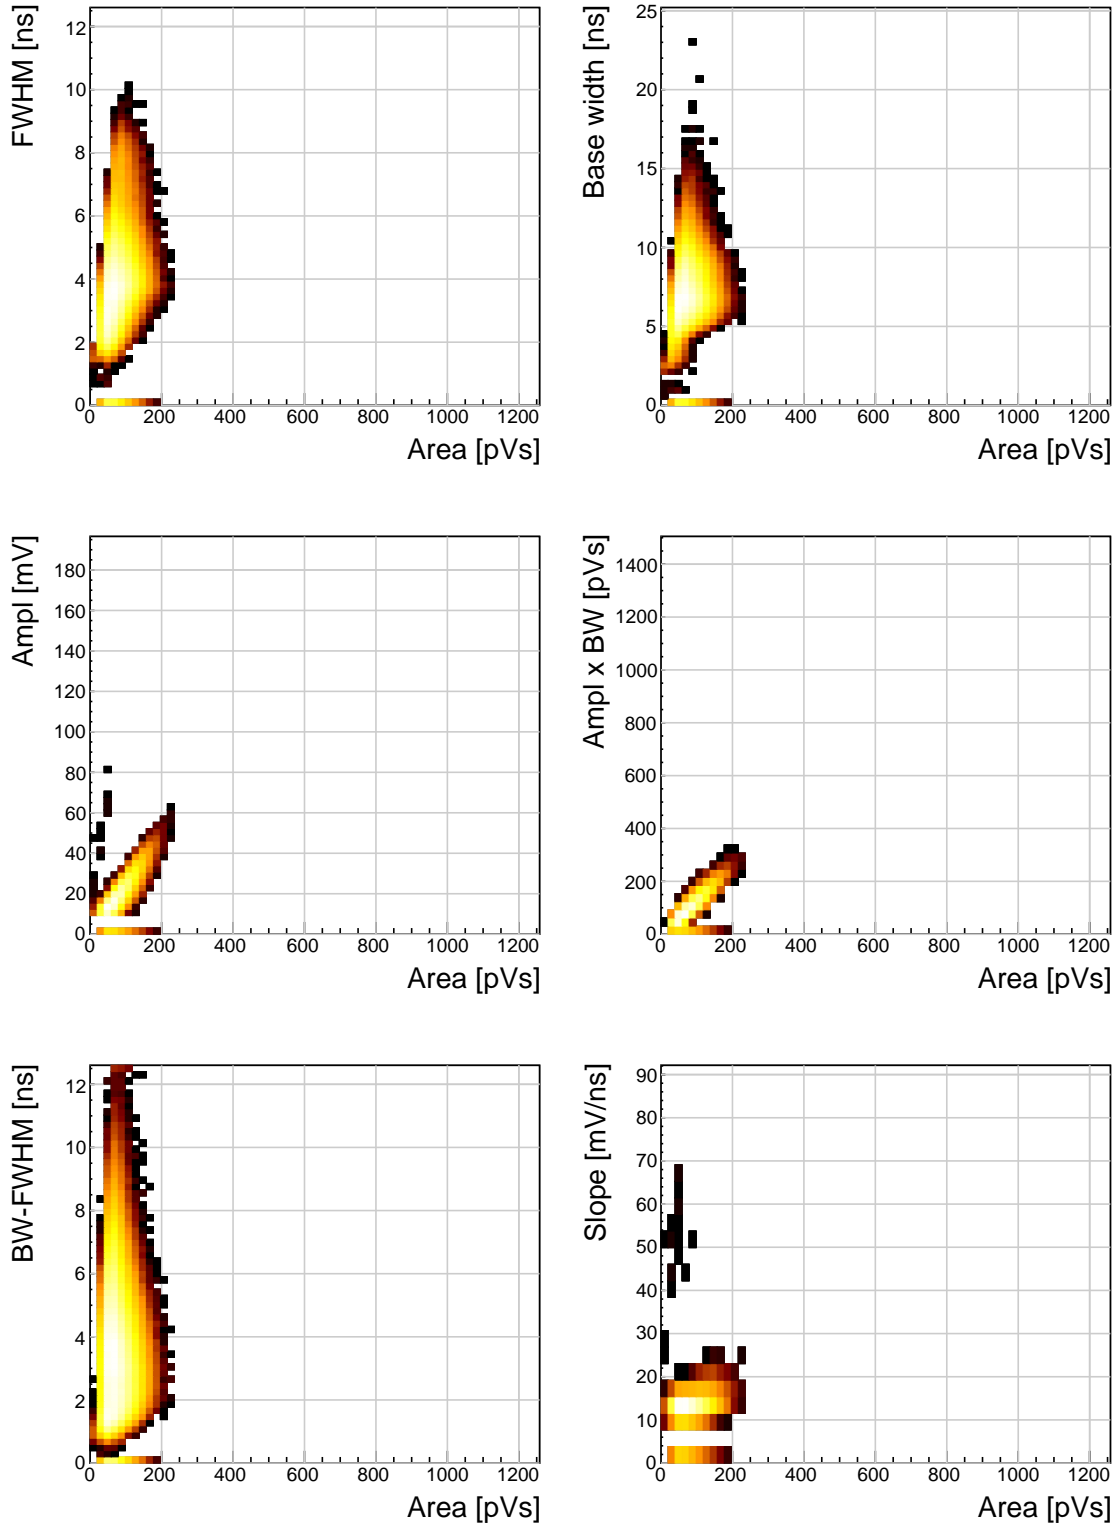 FWHM [ns]
12
10
8
6
4
2
0
0 200 400 600 800 1000 1200
Area [pVs]
Base width [ns]
25
20
15
10
5
0
0 200 400 600 800 1000 1200
Area [pVs]
Ampl [mV]
180
160
140
120
100
80
60
40
20
0
0 200 400 600 800 1000 1200
Area [pVs]
Ampl x BW [pVs]
1400
1200
1000
800
600
400
200
0
0 200 400 600 800 1000 1200
Area [pVs]
BW-FWHM [ns]
12
10
8
6
4
2
0
0 200 400 600 800 1000 1200
Area [pVs]
Slope [mV/ns]
90
80
70
60
50
40
30
20
10
0
0 200 400 600 800 1000 1200
Area [pVs]